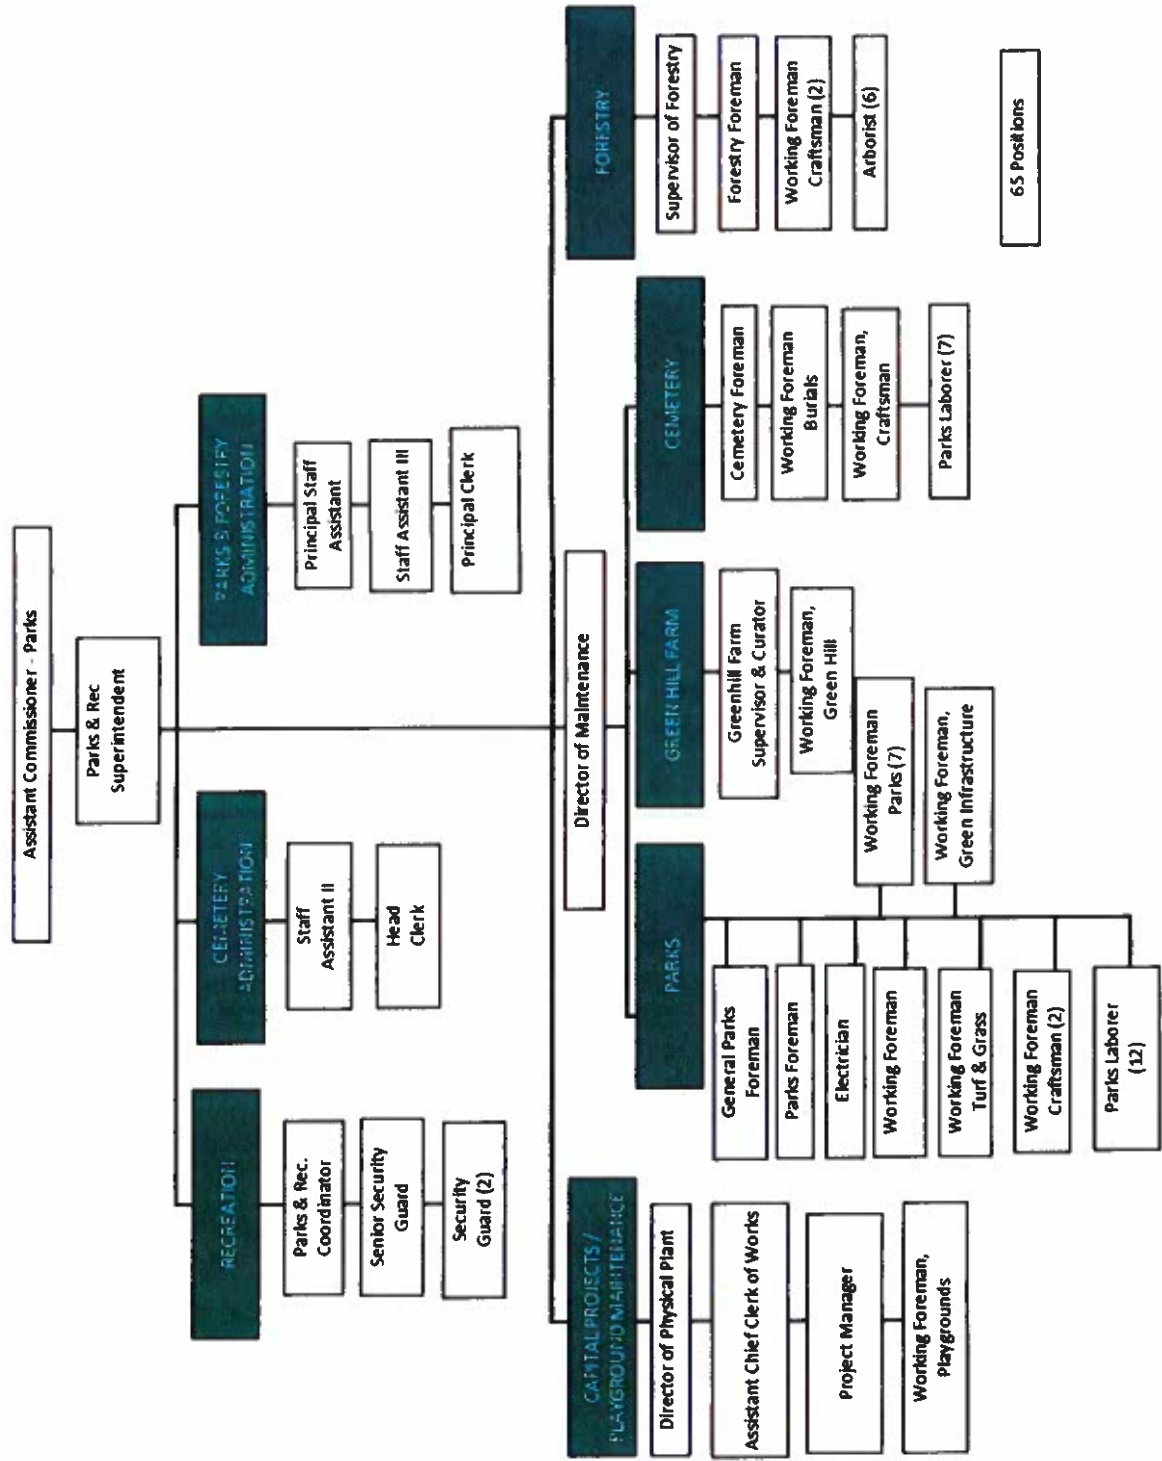 Assistant Commissioner - Parks
Parks & Rec
Superintendent
RECREATION
Parks & Rec.
Coordinator
Senior Security
Guard
Security
Guard (2)
CEMETERY
ADMINISTRATION
Staff
Assistant II
Head
Clerk
PARKS & FORESTRY
ADMINISTRATION
Principal Staff
Assistant
Staff Assistant III
Principal Clerk
CAPITAL PROJECTS /
PLAYGROUND MAINTENANCE
Director of Physical Plant
Assistant Chief Clerk of Works
Project Manager
Working Foreman,
Playgrounds
Director of Maintenance
PARKS
General Parks
Foreman
Parks Foreman
Electrician
Working Foreman
Working Foreman
Turf & Grass
Working Foreman
Craftsman (2)
Parks Laborer
(12)
Working Foreman
Parks (7)
Working Foreman,
Green Infrastructure
GREEN HILL FARM
Greenhill Farm
Supervisor & Curator
Working Foreman,
Green Hill
CEMETERY
Cemetery Foreman
Working Foreman
Burials
Working Foreman,
Craftsman
Parks Laborer (7)
FORESTRY
Supervisor of Forestry
Forestry Foreman
Working Foreman
Craftsman (2)
Arborist (6)
65 Positions